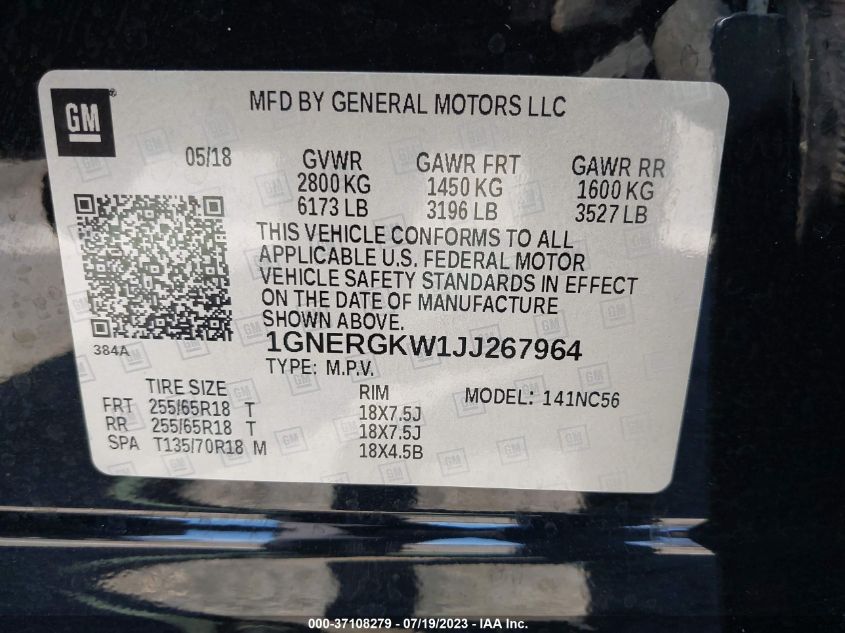 GM
MFD BY GENERAL MOTORS LLC
05/18 GVWR GAWR FRT GAWR RR
2800 KG 1450 KG 1600 KG
6173 LB 3196 LB 3527 LB
THIS VEHICLE CONFORMS TO ALL
APPLICABLE U.S. FEDERAL MOTOR
VEHICLE SAFETY STANDARDS IN EFFECT
ON THE DATE OF MANUFACTURE
SHOWN ABOVE.
384A
1GNERGKW1JJ267964
TYPE: M.P.V.
TIRE SIZE RIM MODEL: 141NC56
FRT 255/65R18 T 18X7.5J
RR 255/65R18 T 18X7.5J
SPA T135/70R18 M 18X4.5B
000-37108279 - 07/19/2023 - IAA Inc.